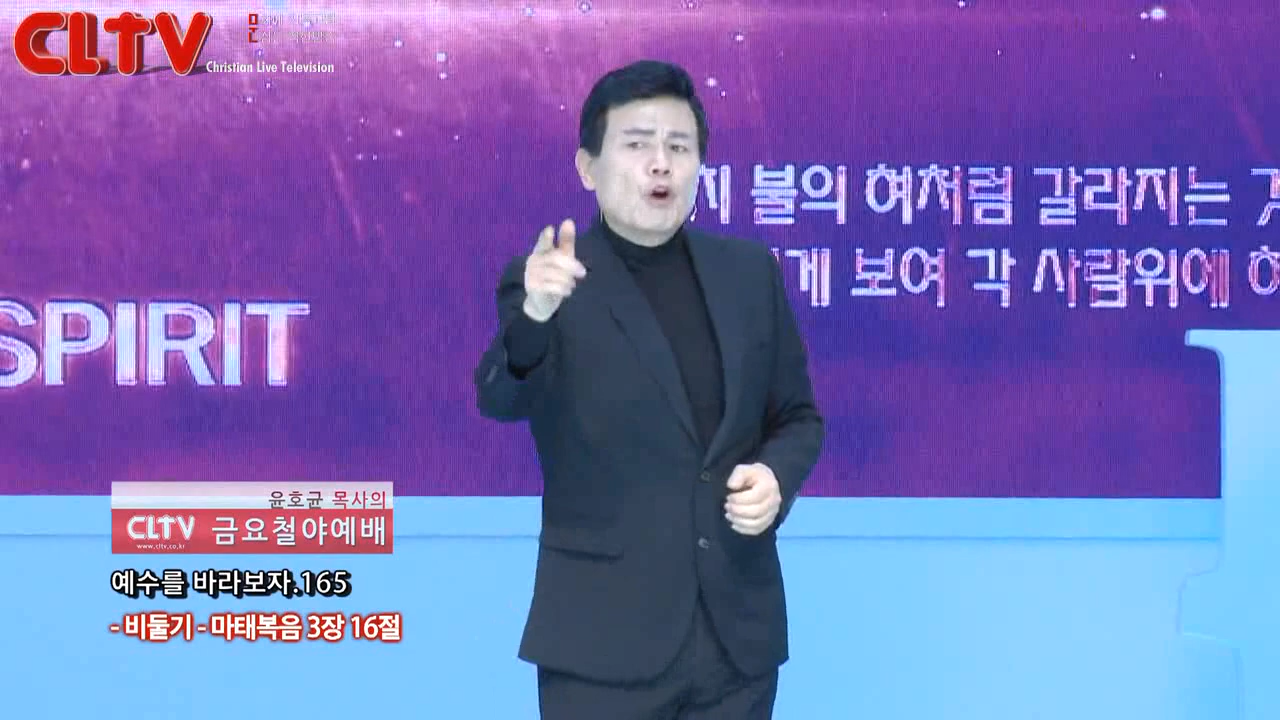 CLTV
Christian Live Television
불의 혀처럼 갈라지는
보여 각 사람위에
SPIRIT
윤호균 목사의
CLTV 금요철야예배
www.cltv.co.kr
예수를 바라보자.165
- 비둘기 - 마태복음 3장 16절